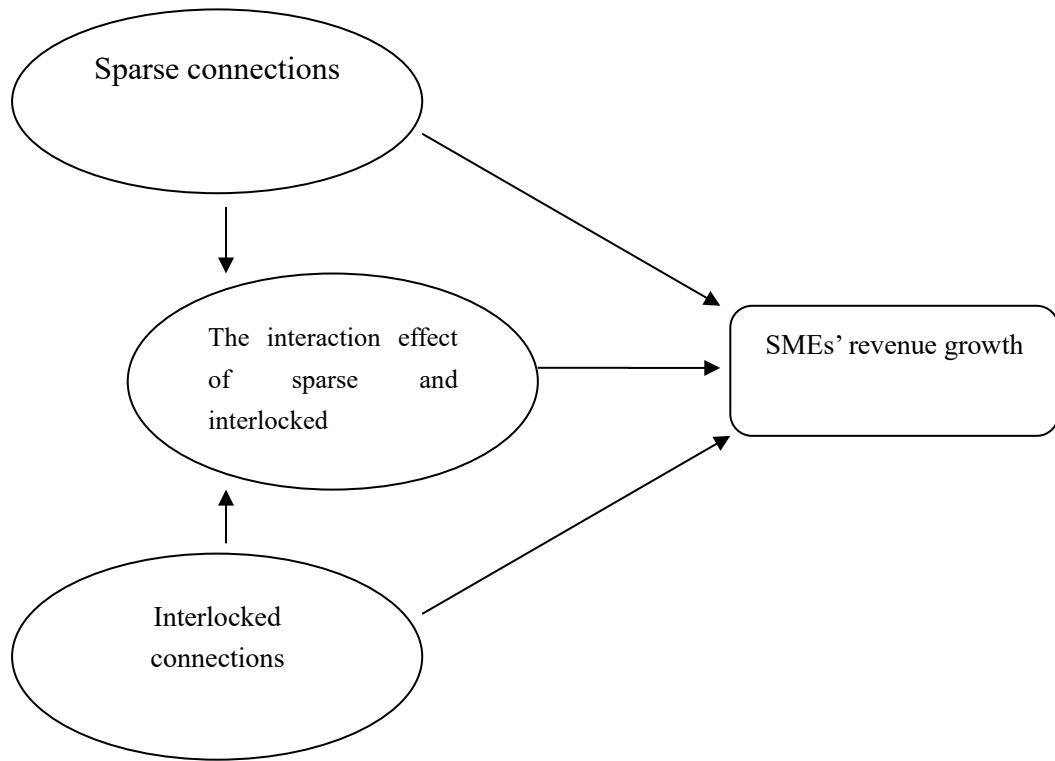 Sparse connections
The interaction effect
of sparse and
interlocked
SMEs’ revenue growth
Interlocked
connections